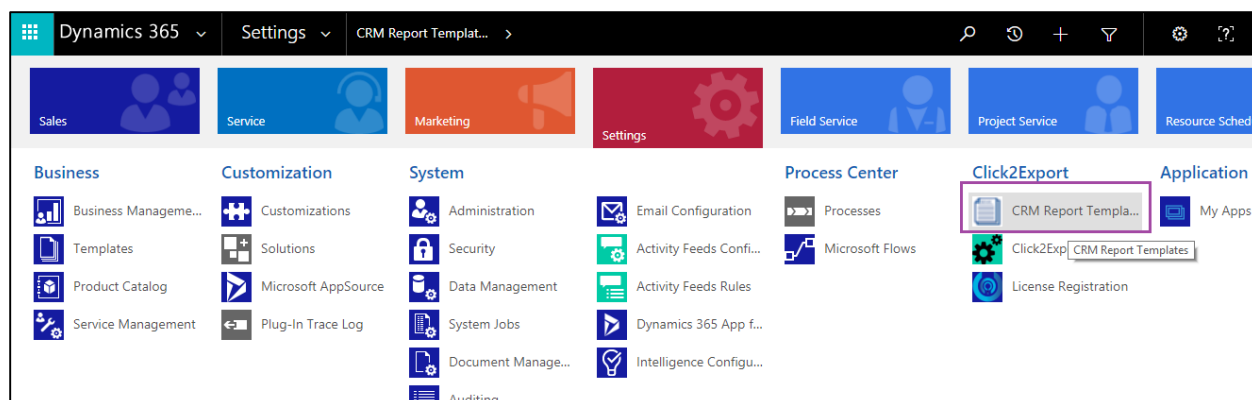 Dynamics 365 Settings CRM Report Templat...
Sales Service Marketing Settings Field Service Project Service Resource Sched
Business
Business Manageme...
Templates
Product Catalog
Service Management
Customization
Customizations
Solutions
Microsoft AppSource
Plug-In Trace Log
System
Administration
Security
Data Management
System Jobs
Document Manage...
Auditing
Email Configuration
Activity Feeds Confi...
Activity Feeds Rules
Dynamics 365 App f...
Intelligence Configu...
Process Center
Processes
Microsoft Flows
Click2Export
CRM Report Templa...
Click2Exp
CRM Report Templates
License Registration
Application
My Apps